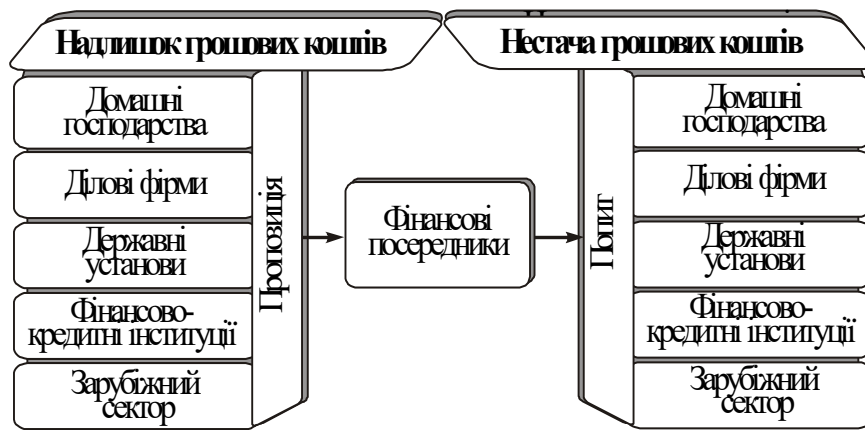 Надлишок грошових коштів
Нестача грошових коштів
Домашні
господарства
Ділові фірми
Державні
установи
Фінансово-
кредитні інституції
Зарубіжний
сектор
Пропозиція
Фінансові
посередники
Попит
Домашні
господарства
Ділові фірми
Державні
установи
Фінансово-
кредитні інституції
Зарубіжний
сектор